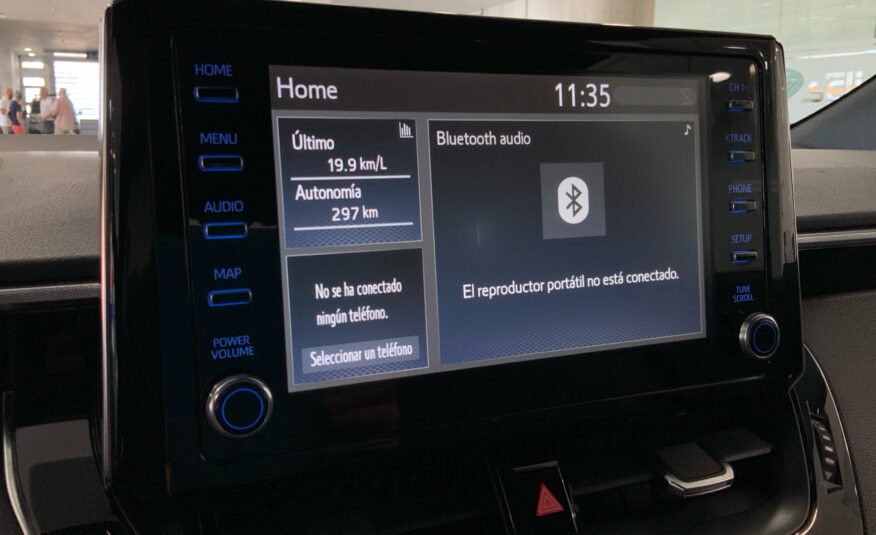 HOME
MENU
AUDIO
MAP
POWER
VOLUME
Home
11:35
Último
19.9 km/L
Autonomía
297 km
No se ha conectado
ningún teléfono.
Seleccionar un teléfono
Bluetooth audio
El reproductor portátil no está conectado.
CH >
< TRACK
PHONE
SETUP
TUNE
SCROLL